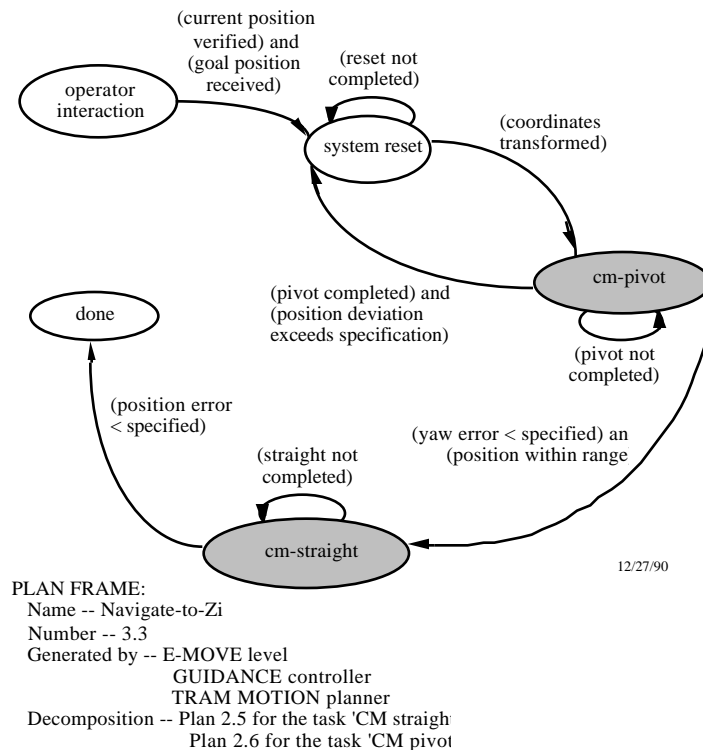 (current position
verified) and
(goal position
received)
(reset not
completed)
operator
interaction
system reset
(coordinates
transformed)
cm-pivot
(pivot completed) and
(position deviation
exceeds specification)
done
(pivot not
completed)
(position error
< specified)
(yaw error < specified) an
(position within range
(straight not
completed)
cm-straight
12/27/90
PLAN FRAME:
Name -- Navigate-to-Zi
Number -- 3.3
Generated by -- E-MOVE level
GUIDANCE controller
TRAM MOTION planner
Decomposition -- Plan 2.5 for the task 'CM straigh
Plan 2.6 for the task 'CM pivot